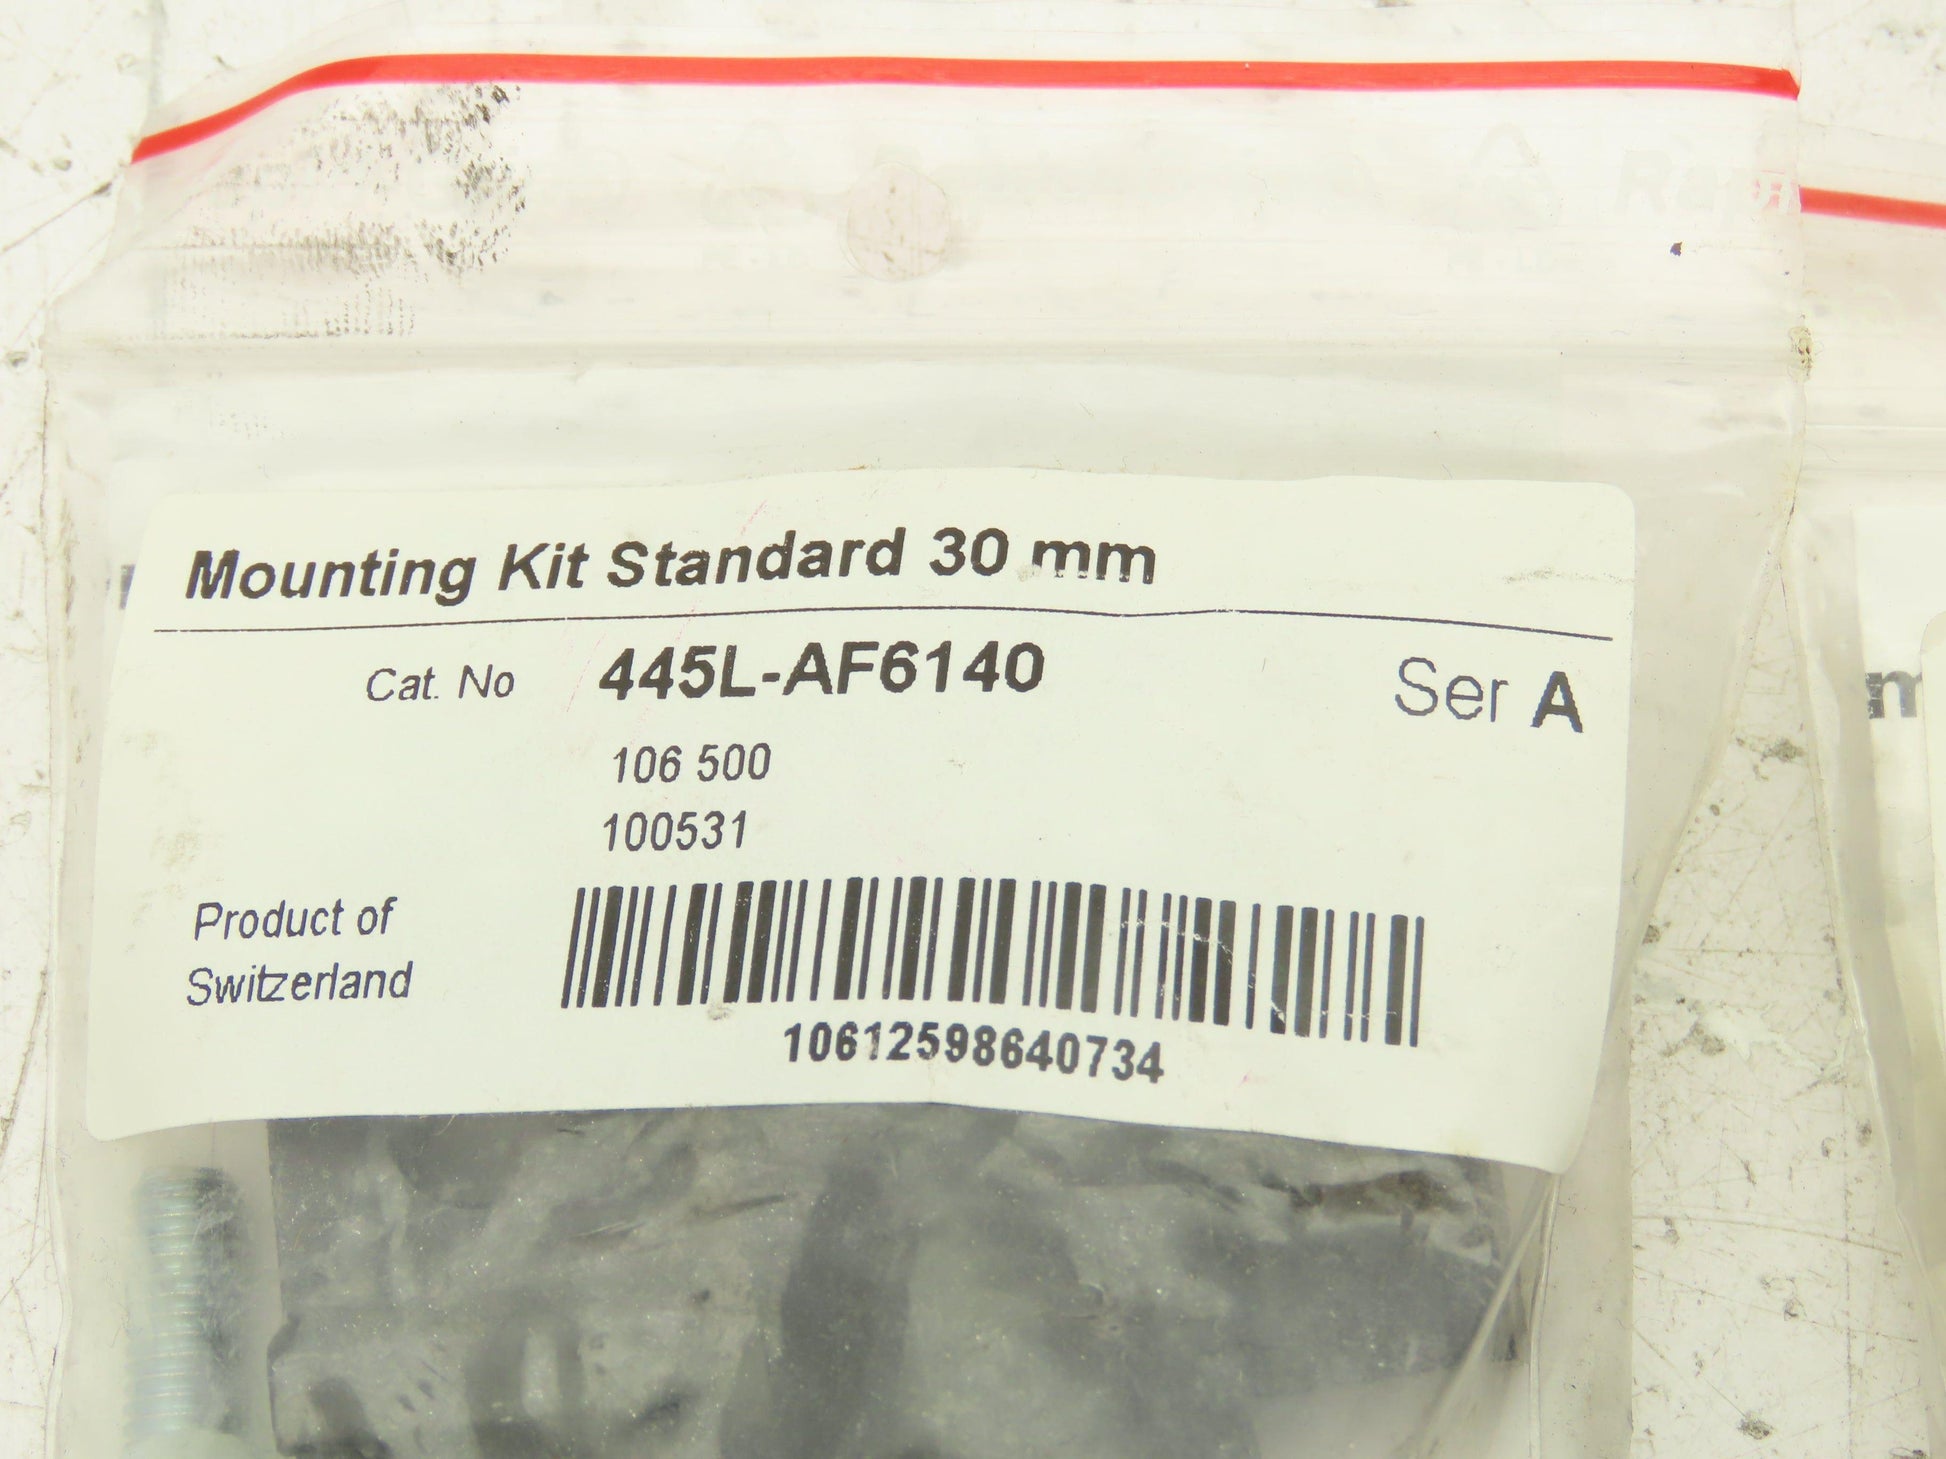 Mounting Kit Standard 30 mm
Cat. No 445L-AF6140 Ser A
106 500
100531
Product of
Switzerland
10612598640734